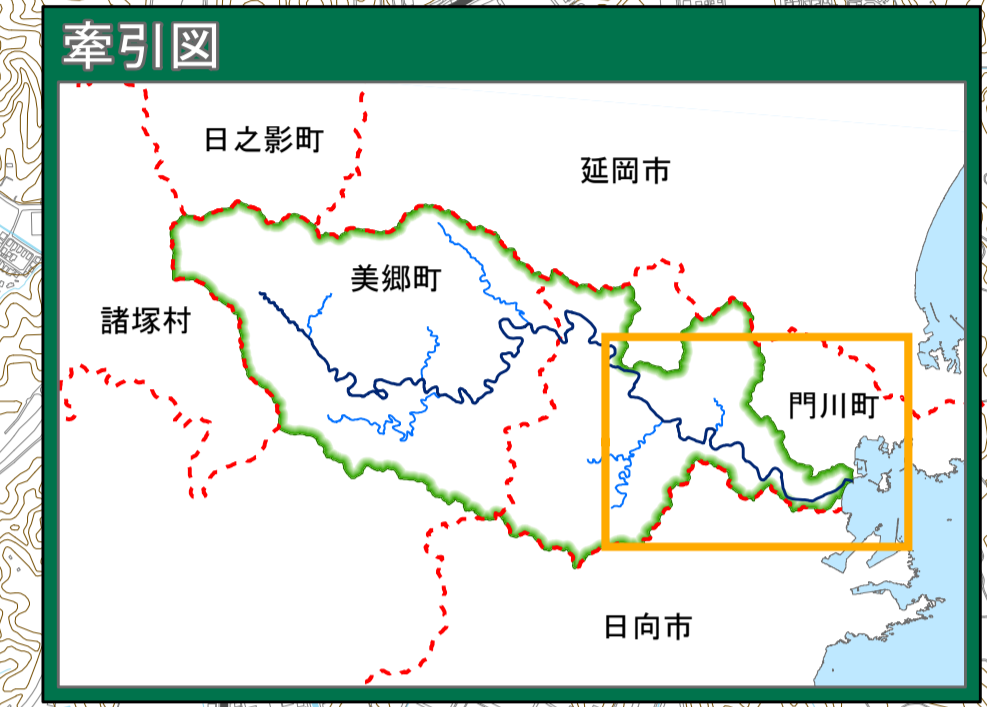 牽引図
日之影町
延岡市
美郷町
諸塚村
門川町
日向市